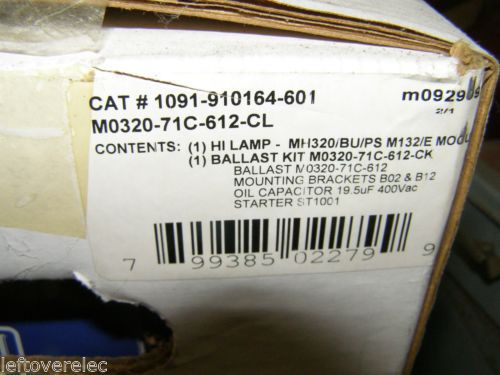 CAT # 1091-910164-601
M0320-71C-612-CL
CONTENTS: (1) HI LAMP - MH320/BU/PS M132/E
(1) BALLAST KIT M0320-71C-612-CK
BALLAST M0320-71C-612
MOUNTING BRACKETS B02 & B12
OIL CAPACITOR 19.5uF 400Vac
STARTER ST1001
7 99385 02279 9
leftoverelec